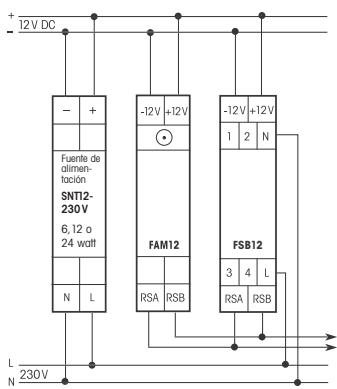 +
12V DC
–
– +
-12V +12V
-12V +12V
1 2 N
Fuente de
alimen-
tación
SNT12-
230V
6,12 o
24 watt
FAM12
FSB12
3 4 L
N L
RSA RSB
RSA RSB
L
230V
N